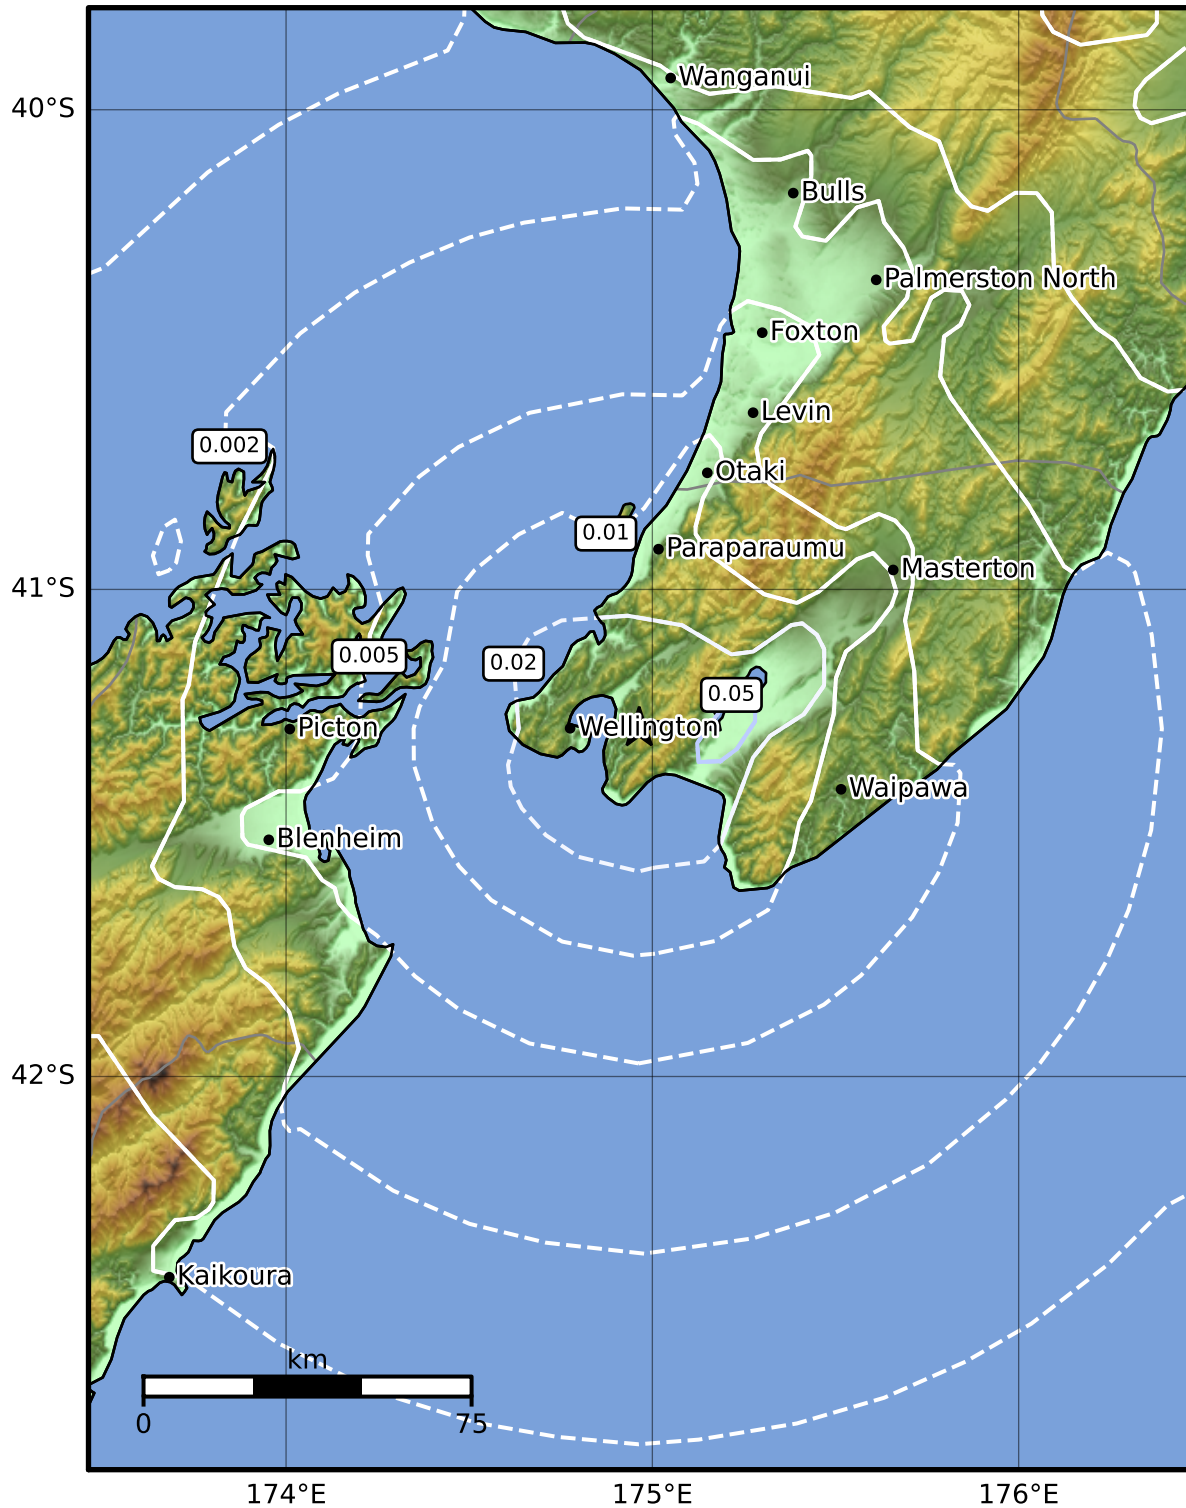 Wanganui
40°S
Bulls
Palmerston North
Foxton
Levin
0.002
Otaki
0.01
Paraparaumu
Masterton
41°S
0.005
0.02
0.05
Picton
Wellington
Waipawa
Blenheim
42°S
Kaikoura
km
0
75
174°E
175°E
176°E